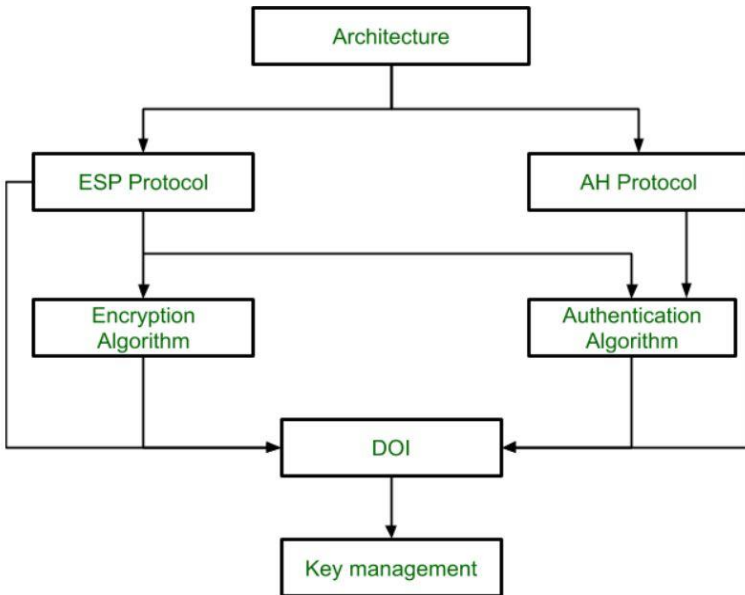 Architecture
ESP Protocol
AH Protocol
Encryption
Algorithm
Authentication
Algorithm
DOI
Key management